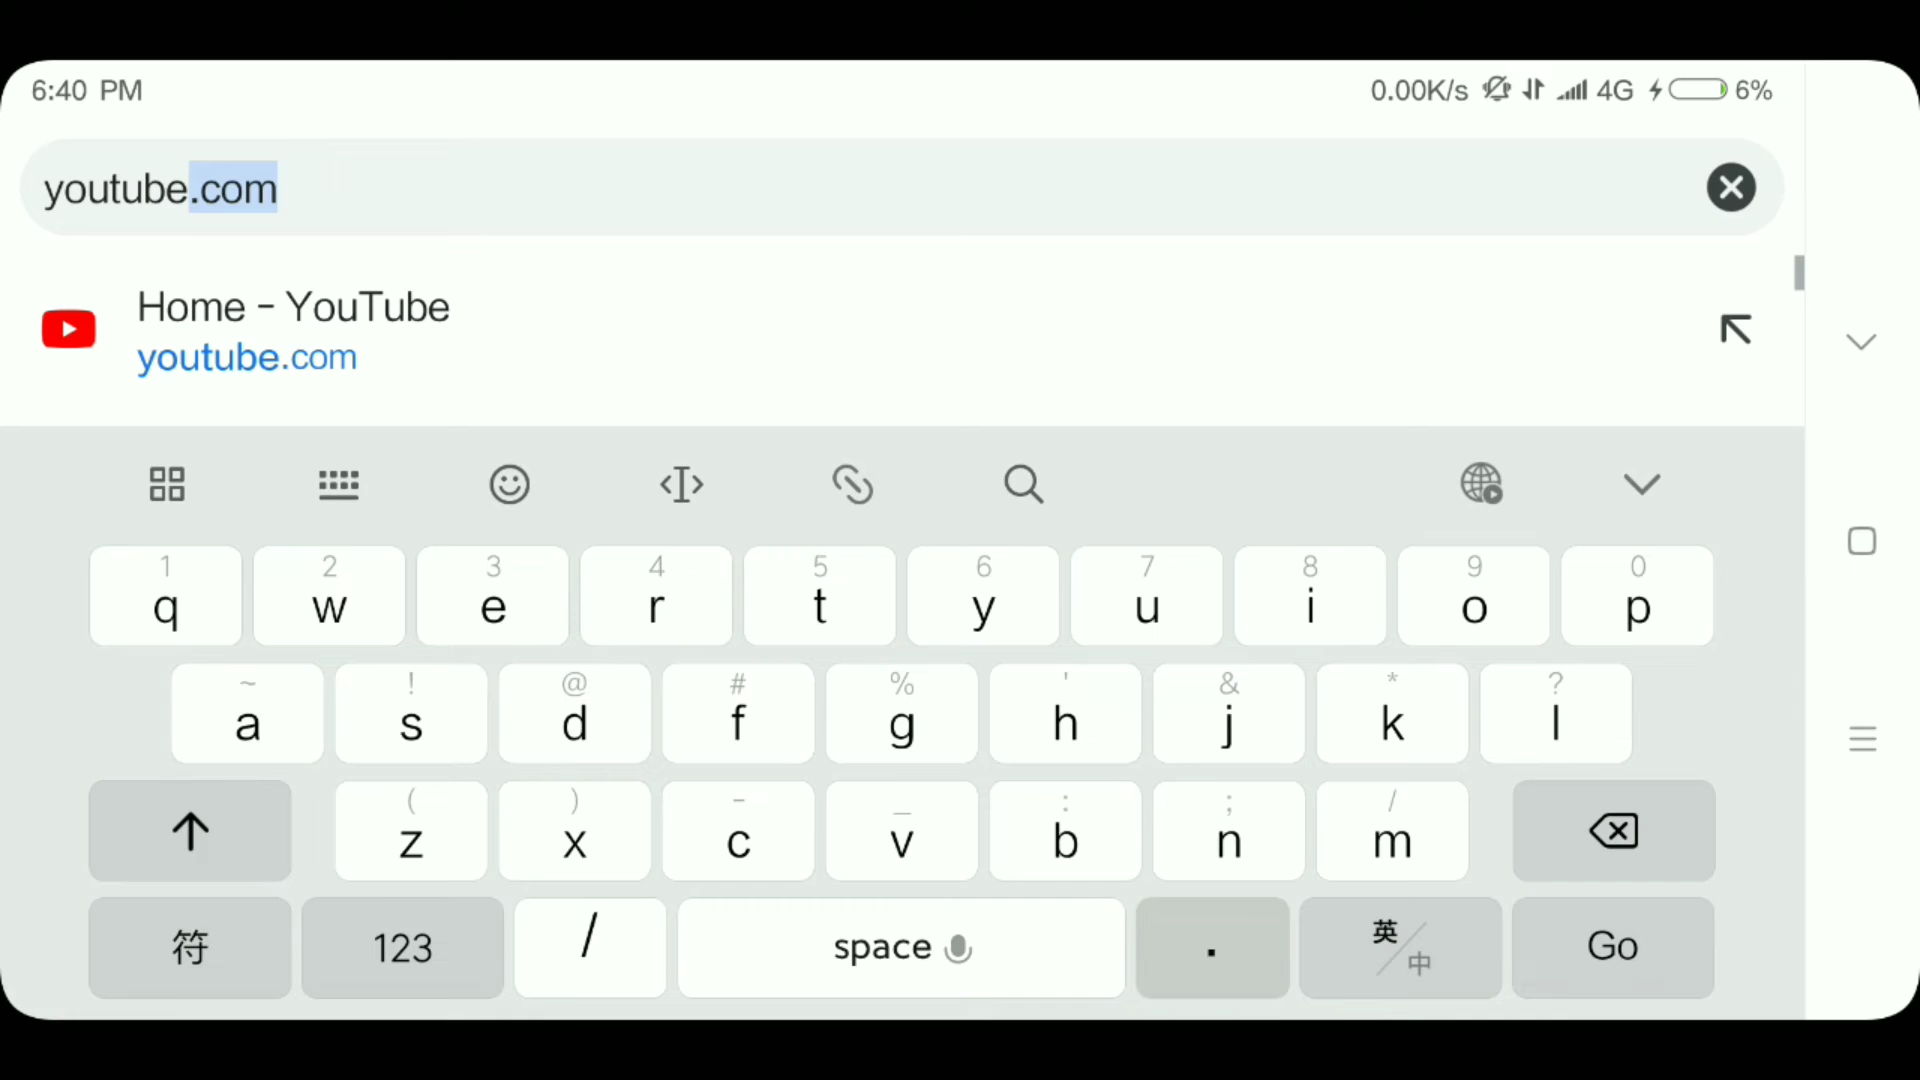 6:40 PM
0.00K/s 4G 6%
youtube.com
Home - YouTube
youtube.com
1 2 3 4 5 6 7 8 9 0
q w e r t y u i o p
~ ! @ # % ' & * ?
a s d f g h j k l
( ) - _ : ; /
z x c v b n m
符 123 / space . 英/中 Go